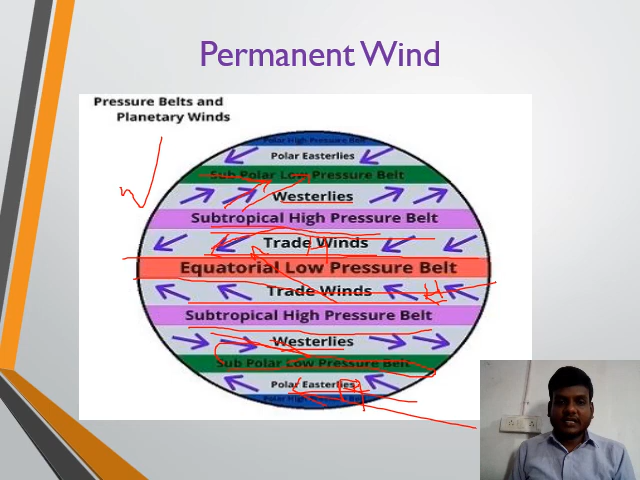 Permanent Wind
Pressure Belts and
Planetary Winds
Polar High Pressure Belt
Polar Easterlies
Sub Polar Low Pressure Belt
Westerlies
Subtropical High Pressure Belt
Trade Winds
Equatorial Low Pressure Belt
Trade Winds
Subtropical High Pressure Belt
Westerlies
Sub Polar Low Pressure Belt
Polar Easterlies
Polar High Pressure Belt